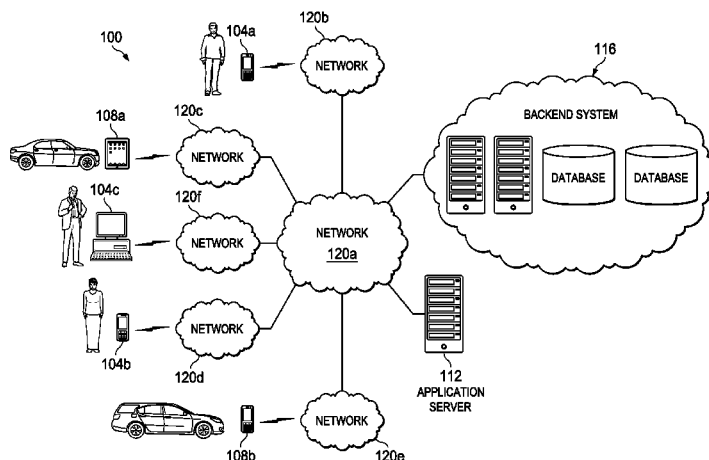 100
104a
120b
NETWORK
116
BACKEND SYSTEM
DATABASE
DATABASE
108a
120c
NETWORK
104c
120f
NETWORK
NETWORK
120a
104b
NETWORK
120d
112
APPLICATION
SERVER
108b
NETWORK
120e